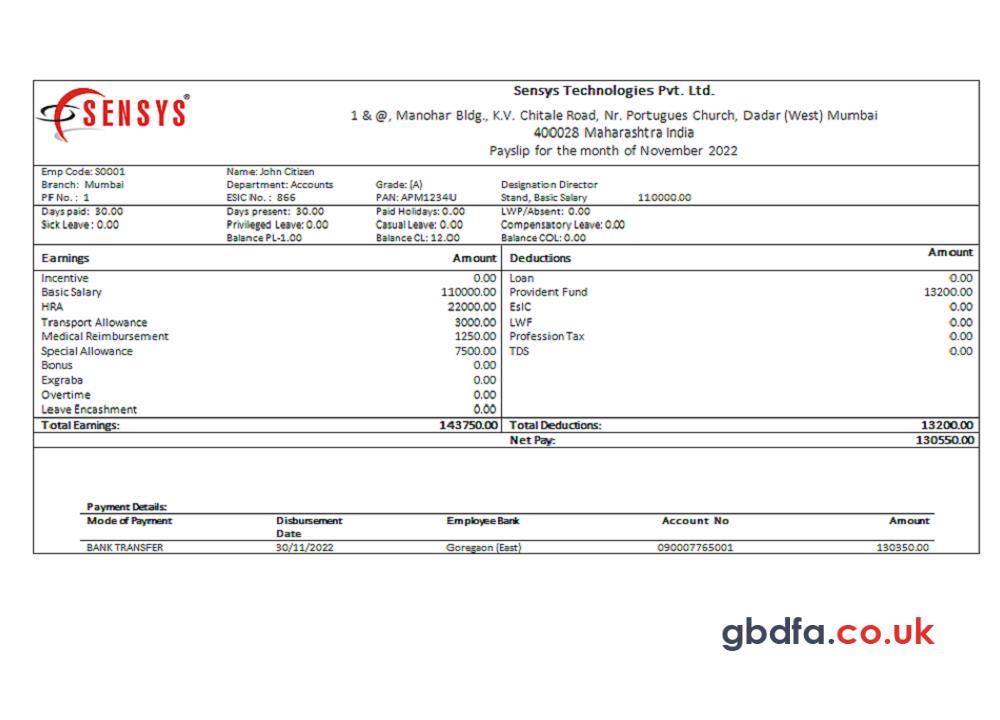 SENSYS®
Sensys Technologies Pvt. Ltd.
1 & @, Manohar Bldg., K.V. Chitale Road, Nr. Portugues Church, Dadar (West) Mumbai
400028 Maharashtra India
Payslip for the month of November 2022
Emp Code: S0001 Name: John Citizen
Branch: Mumbai Department: Accounts Grade: (A) Designation Director
PF No. : 1 ESIC No. : 866 PAN: APM1234U Stand, Basic Salary 110000.00
Days paid: 30.00 Days present: 30.00 Paid Holidays: 0.00 LWP/Absent: 0.00
Sick Leave : 0.00 Privileged Leave: 0.00 Casual Leave: 0.00 Compensatory Leave: 0.00
Balance PL-1.00 Balance CL: 12.00 Balance COL: 0.00
Earnings Amount Deductions Amount
Incentive 0.00 Loan 0.00
Basic Salary 110000.00 Provident Fund 13200.00
HRA 22000.00 EsIC 0.00
Transport Allowance 3000.00 LWF 0.00
Medical Reimbursement 1250.00 Profession Tax 0.00
Special Allowance 7500.00 TDS 0.00
Bonus 0.00
Exgraba 0.00
Overtime 0.00
Leave Encashment 0.00
Total Earnings: 143750.00 Total Deductions: 13200.00
Net Pay: 130550.00
Payment Details:
Mode of Payment Disbursement Employee Bank Account No Amount
Date
BANK TRANSFER 30/11/2022 Goregaon (East) 090007765001 130350.00
gbdfa.co.uk